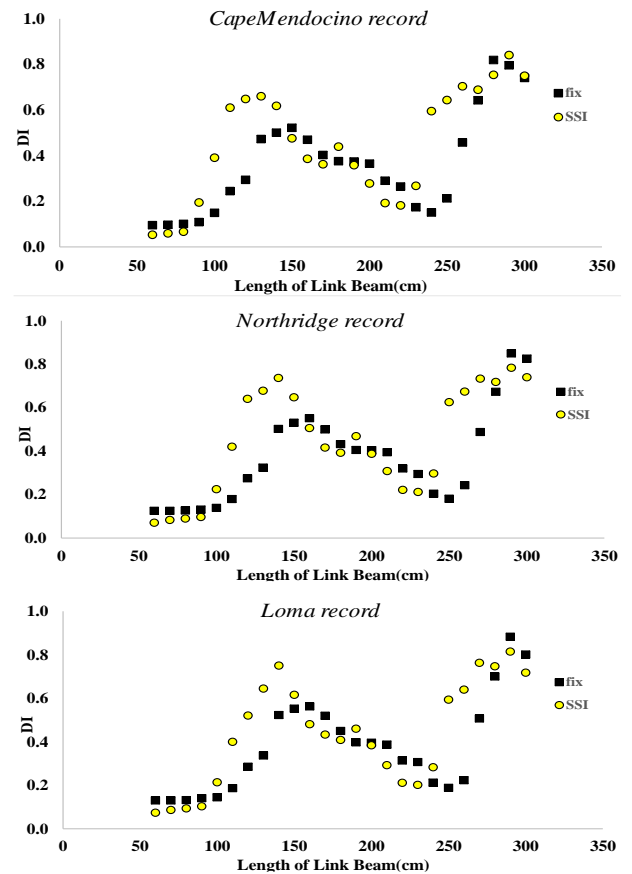 CapeMendocino record
1.0
0.8
0.6
0.4
0.2
0.0
DI
0 50 100 150 200 250 300 350
Length of Link Beam(cm)
fix
SSI
Northridge record
1.0
0.8
0.6
0.4
0.2
0.0
DI
0 50 100 150 200 250 300 350
Length of Link Beam(cm)
fix
SSI
Loma record
1.0
0.8
0.6
0.4
0.2
0.0
DI
0 50 100 150 200 250 300 350
Length of Link Beam(cm)
fix
SSI